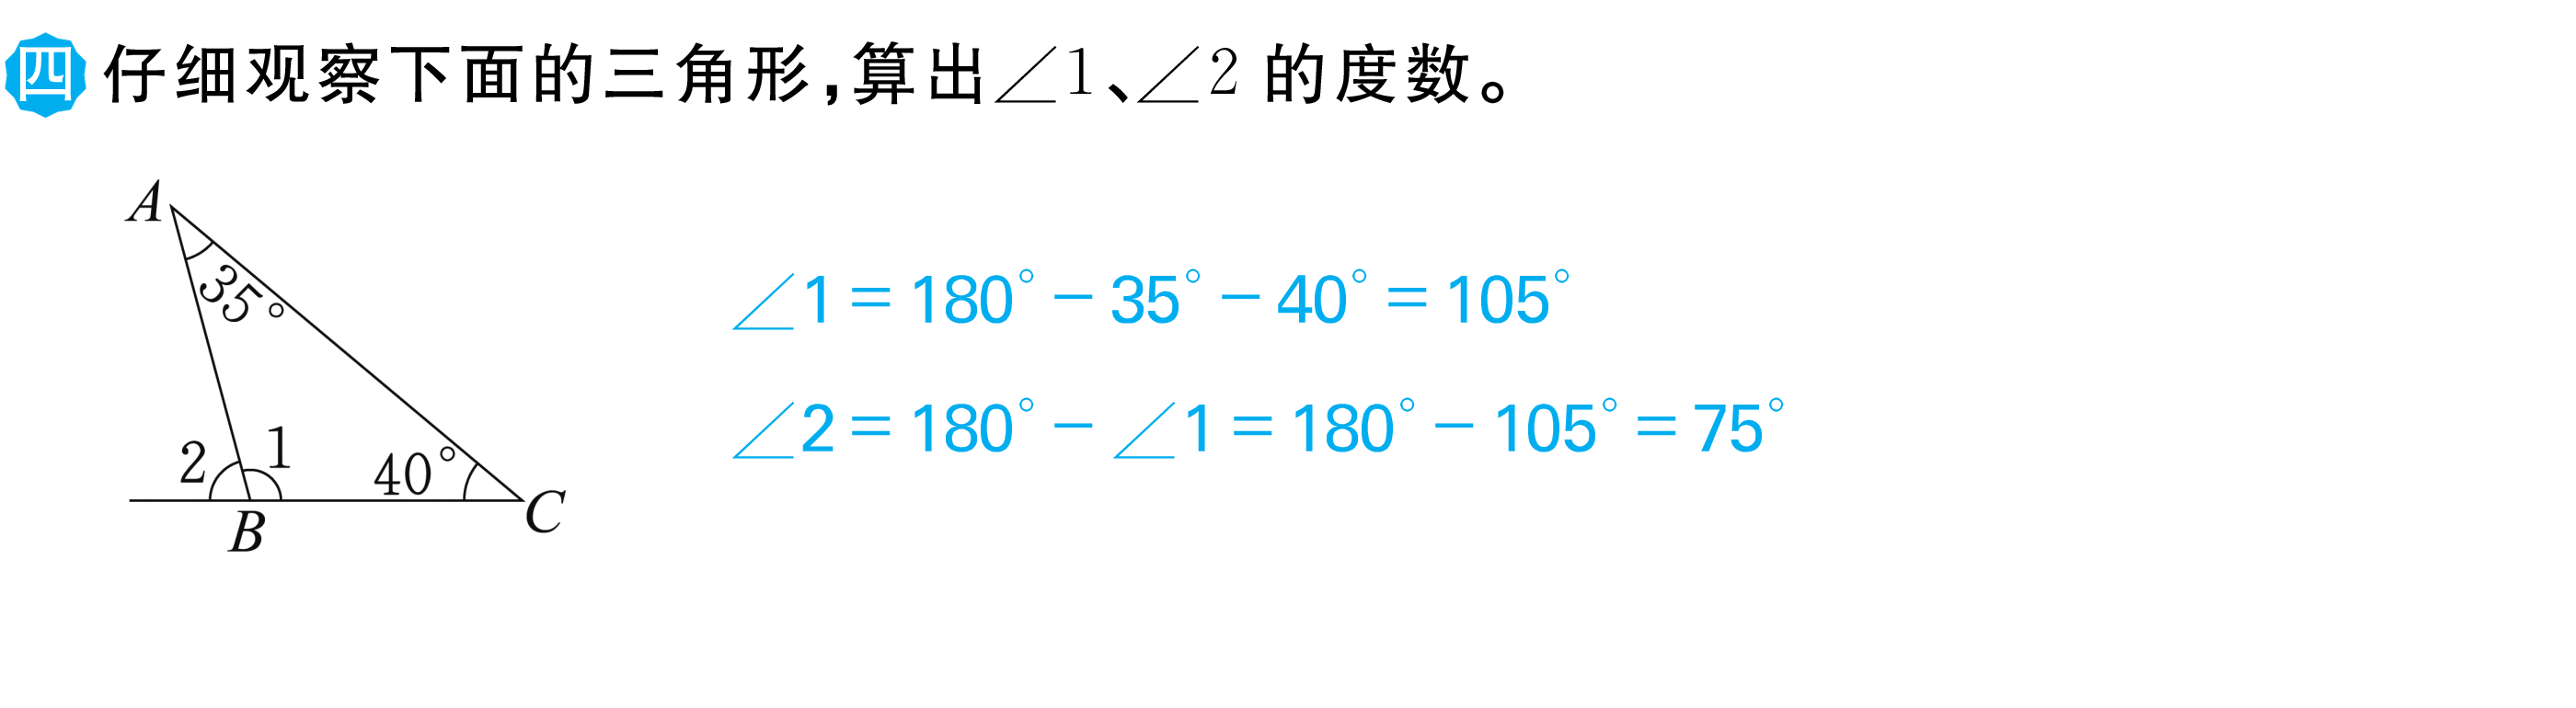 四 仔细观察下面的三角形,算出∠1、∠2 的度数。
A
35°
∠1 = 180° − 35° − 40° = 105°
∠2 = 180° − ∠1 = 180° − 105° = 75°
2 1 40°
B C